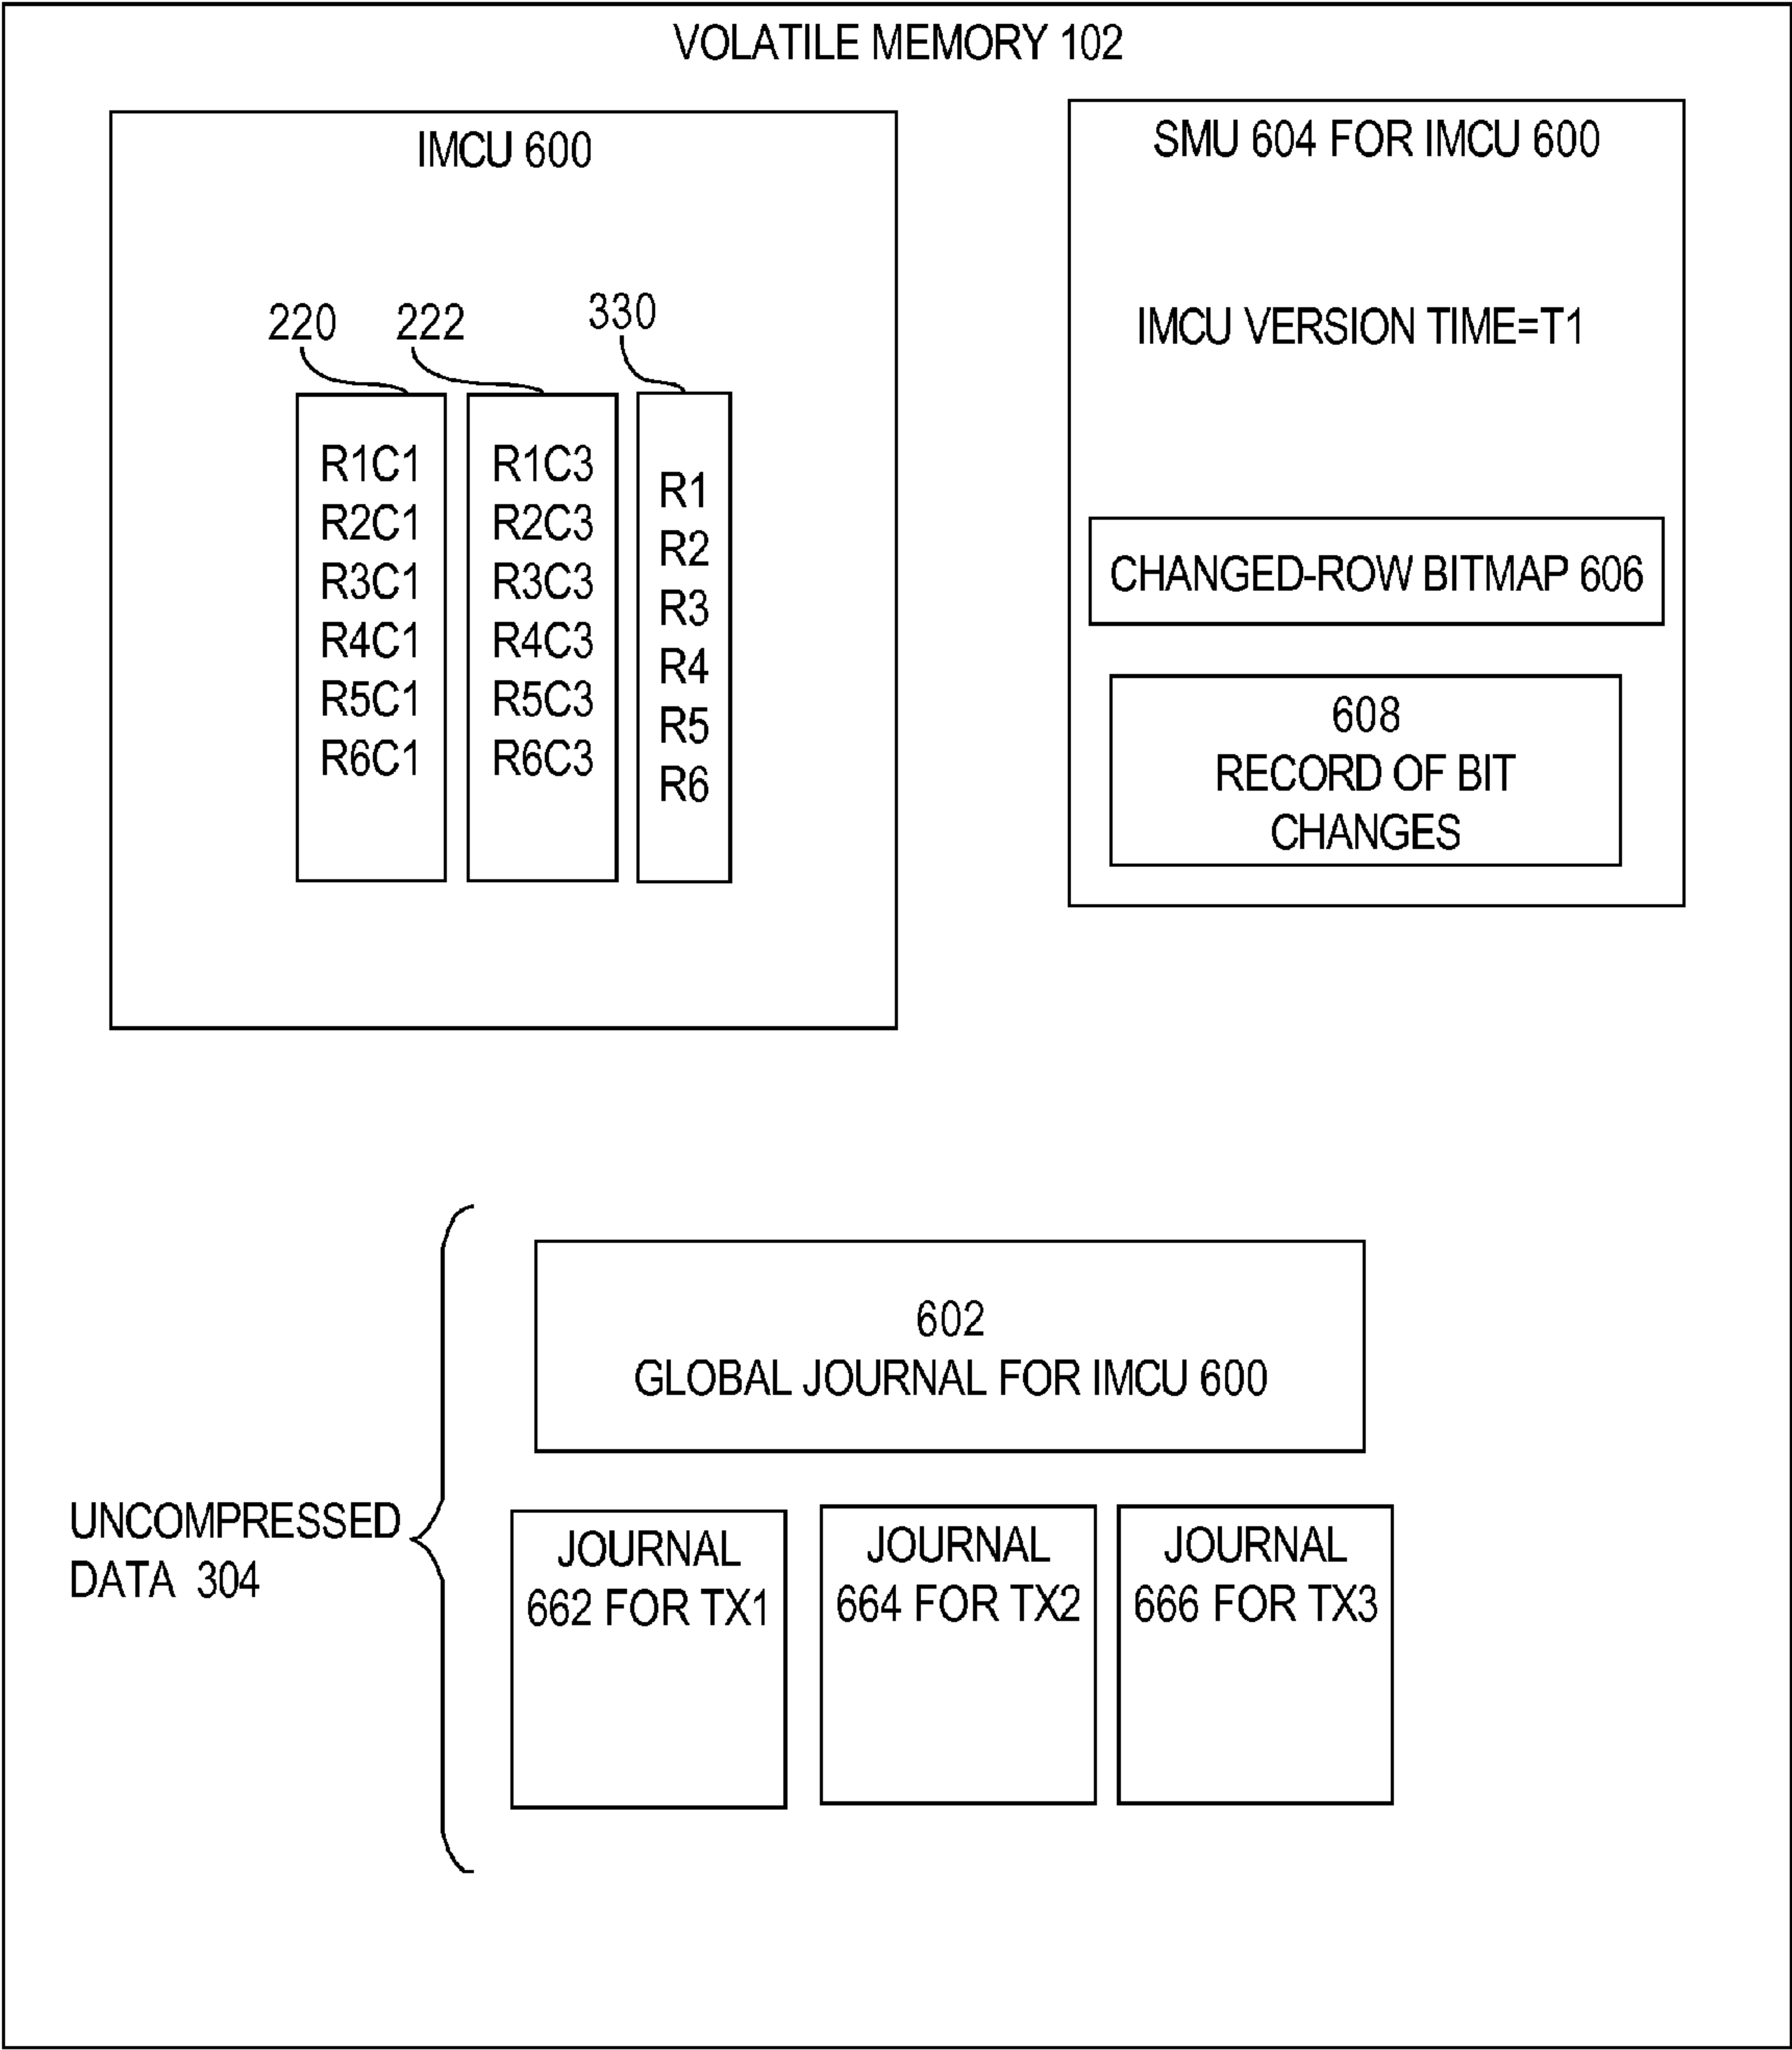 VOLATILE MEMORY 102
IMCU 600
220
222
330
R1C1
R2C1
R3C1
R4C1
R5C1
R6C1
R1C3
R2C3
R3C3
R4C3
R5C3
R6C3
R1
R2
R3
R4
R5
R6
SMU 604 FOR IMCU 600
IMCU VERSION TIME=T1
CHANGED-ROW BITMAP 606
608
RECORD OF BIT
CHANGES
UNCOMPRESSED
DATA 304
602
GLOBAL JOURNAL FOR IMCU 600
JOURNAL
662 FOR TX1
JOURNAL
664 FOR TX2
JOURNAL
666 FOR TX3